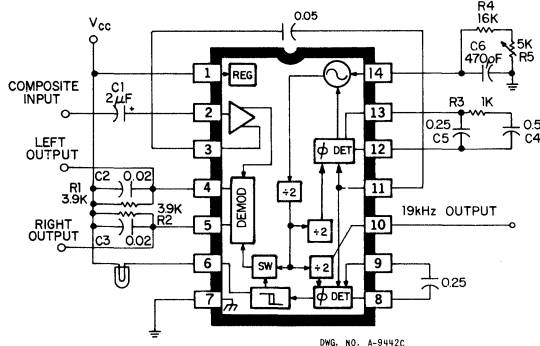 VCC
0.05
R4
16K
C6
470pF
5K
R5
COMPOSITE
INPUT
C1
2µF
+
1
REG
14
2
13
R3
1K
0.25
C5
0.5
C4
3
φ DET
12
LEFT
OUTPUT
C2
0.02
R1
3.9K
4
DEMOD
÷2
11
3.9K
R2
5
÷2
10
19kHz OUTPUT
RIGHT
OUTPUT
C3
0.02
6
SW
÷2
9
0.25
7
φ DET
8
DWG. NO. A-9442C